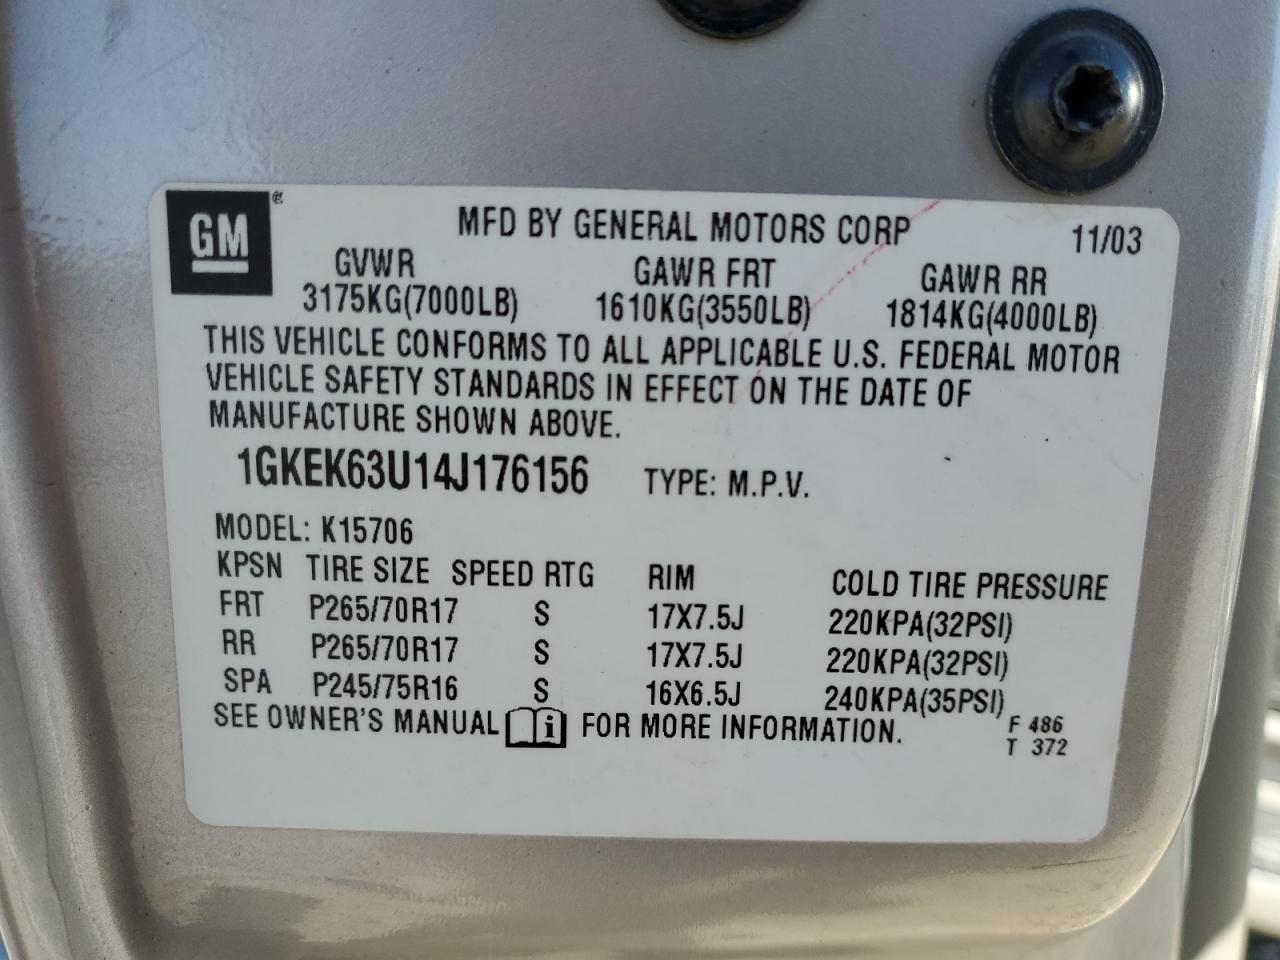 GM ®
MFD BY GENERAL MOTORS CORP 11/03
GVWR GAWR FRT GAWR RR
3175KG(7000LB) 1610KG(3550LB) 1814KG(4000LB)
THIS VEHICLE CONFORMS TO ALL APPLICABLE U.S. FEDERAL MOTOR
VEHICLE SAFETY STANDARDS IN EFFECT ON THE DATE OF
MANUFACTURE SHOWN ABOVE.
1GKEK63U14J176156 TYPE: M.P.V.
MODEL: K15706
KPSN TIRE SIZE SPEED RTG RIM COLD TIRE PRESSURE
FRT P265/70R17 S 17X7.5J 220KPA(32PSI)
RR P265/70R17 S 17X7.5J 220KPA(32PSI)
SPA P245/75R16 S 16X6.5J 240KPA(35PSI)
SEE OWNER'S MANUAL i FOR MORE INFORMATION.
F 486
T 372